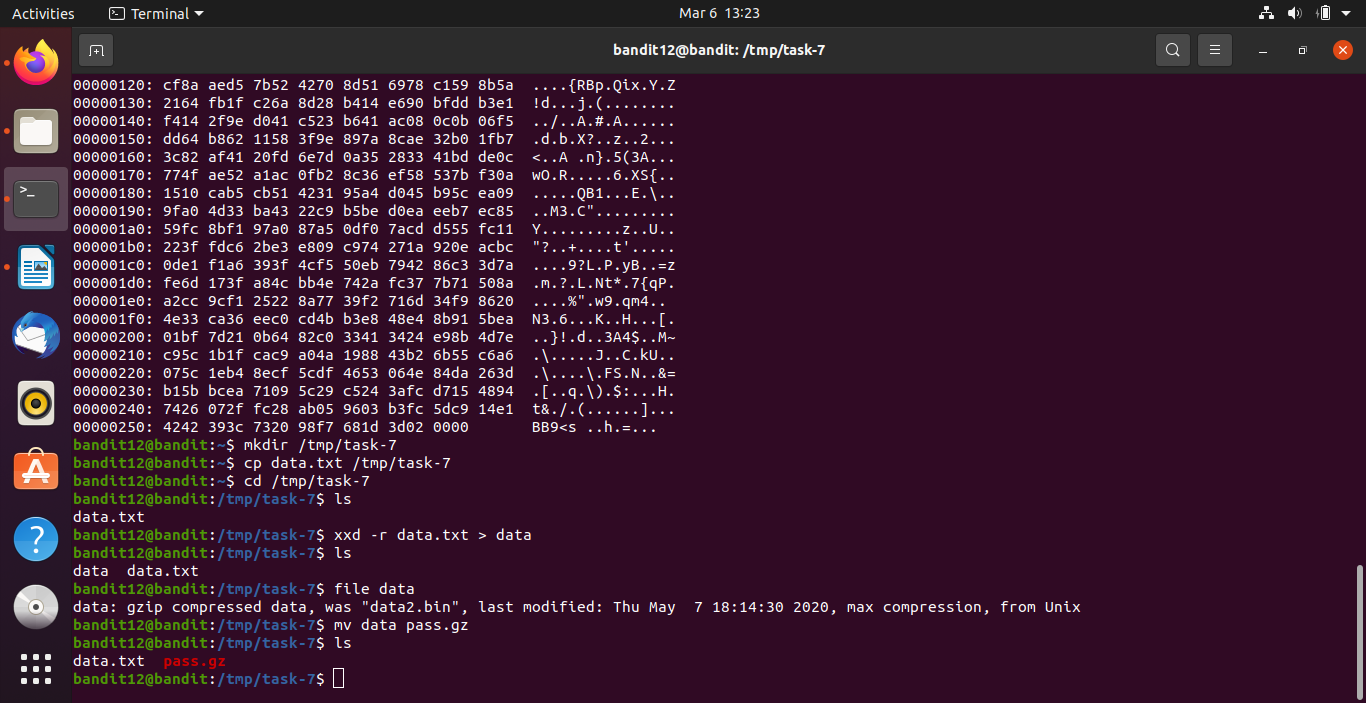 Activities Terminal Mar 6 13:23
bandit12@bandit: /tmp/task-7
00000120: cf8a aed5 7b52 4270 8d51 6978 c159 8b5a  ....{RBp.Qix.Y.Z
00000130: 2164 fb1f c26a 8d28 b414 e690 bfdd b3e1  !d...j.(........
00000140: f414 2f9e d041 c523 b641 ac08 0c0b 06f5  ../..A.#.A......
00000150: dd64 b862 1158 3f9e 897a 8cae 32b0 1fb7  .d.b.X?..z..2...
00000160: 3c82 af41 20fd 6e7d 0a35 2833 41bd de0c  <..A .n}.5(3A...
00000170: 774f ae52 a1ac 0fb2 8c36 ef58 537b f30a  wO.R.....6.XS{..
00000180: 1510 cab5 cb51 4231 95a4 d045 b95c ea09  .....QB1...E.\..
00000190: 9fa0 4d33 ba43 22c9 b5be d0ea eeb7 ec85  ..M3.C".........
000001a0: 59fc 8bf1 97a0 87a5 0df0 7acd d555 fc11  Y.........z..U..
000001b0: 223f fdc6 2be3 e809 c974 271a 920e acbc  "?..+....t'.....
000001c0: 0de1 f1a6 393f 4cf5 50eb 7942 86c3 3d7a  ....9?L.P.yB..=z
000001d0: fe6d 173f a84c bb4e 742a fc37 7b71 508a  .m.?.L.Nt*.7{qP.
000001e0: a2cc 9cf1 2522 8a77 39f2 716d 34f9 8620  ....%".w9.qm4.. 
000001f0: 4e33 ca36 eec0 cd4b b3e8 48e4 8b91 5bea  N3.6...K..H...[.
00000200: 01bf 7d21 0b64 82c0 3341 3424 e98b 4d7e  ..}!.d..3A4$..M~
00000210: c95c 1b1f cac9 a04a 1988 43b2 6b55 c6a6  .\.....J..C.kU..
00000220: 075c 1eb4 8ecf 5cdf 4653 064e 84da 263d  .\....\.FS.N..&=
00000230: b15b bcea 7109 5c29 c524 3afc d715 4894  .[..q.\).$:...H.
00000240: 7426 072f fc28 ab05 9603 b3fc 5dc9 14e1  t&./.(......]...
00000250: 4242 393c 7320 98f7 681d 3d02 0000       BB9<s ..h.=...
bandit12@bandit:~$ mkdir /tmp/task-7
bandit12@bandit:~$ cp data.txt /tmp/task-7
bandit12@bandit:~$ cd /tmp/task-7
bandit12@bandit:/tmp/task-7$ ls
data.txt
bandit12@bandit:/tmp/task-7$ xxd -r data.txt > data
bandit12@bandit:/tmp/task-7$ ls
data  data.txt
bandit12@bandit:/tmp/task-7$ file data
data: gzip compressed data, was "data2.bin", last modified: Thu May  7 18:14:30 2020, max compression, from Unix
bandit12@bandit:/tmp/task-7$ mv data pass.gz
bandit12@bandit:/tmp/task-7$ ls
data.txt  pass.gz
bandit12@bandit:/tmp/task-7$